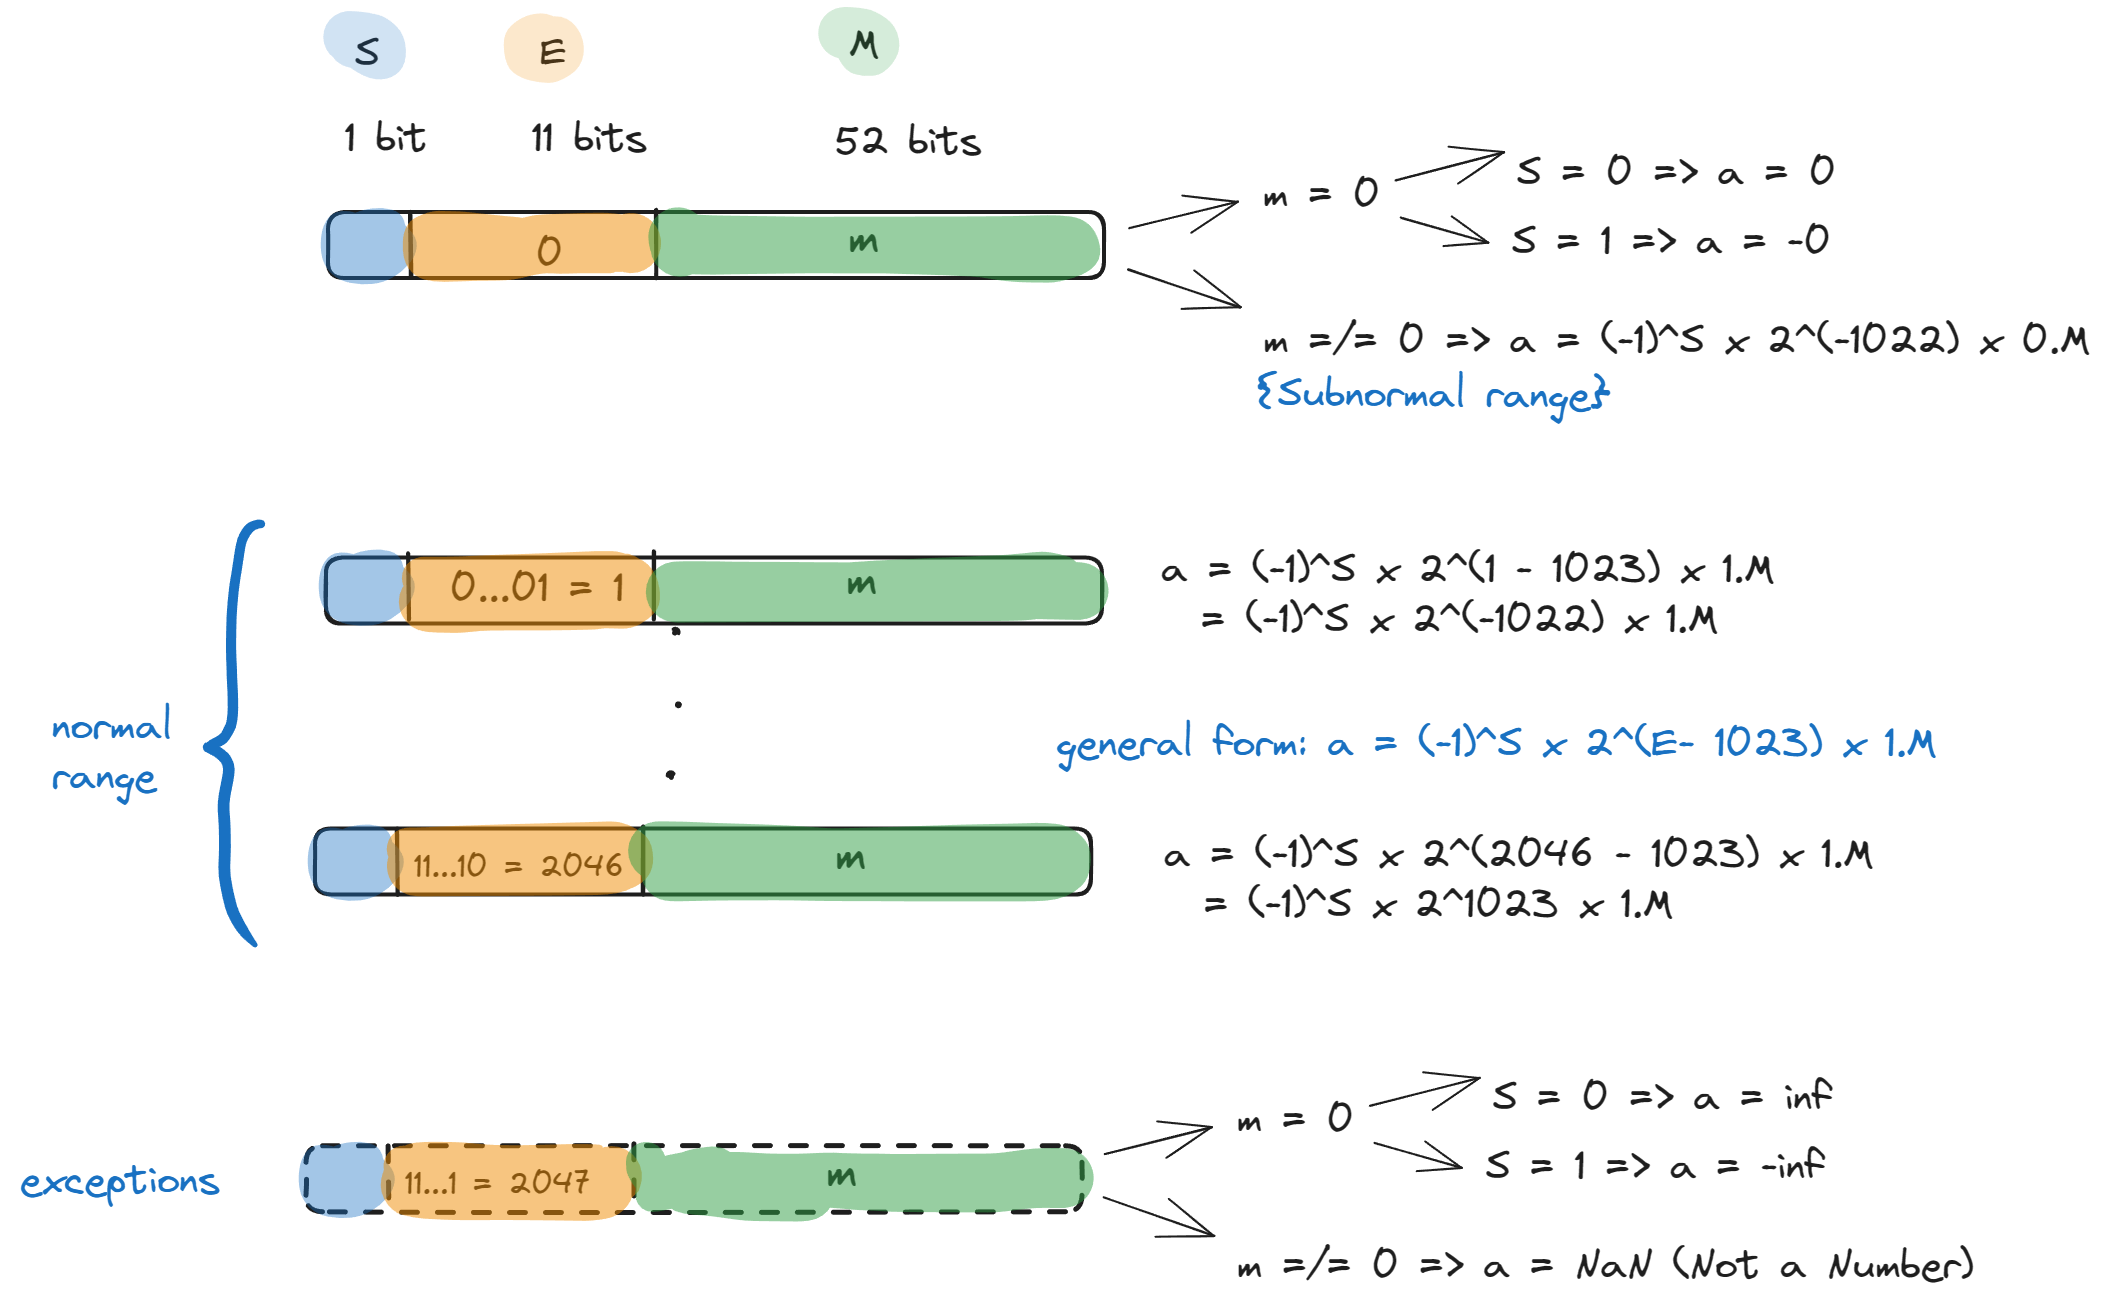 S E M
1 bit 11 bits 52 bits
0 m
m = 0
S = 0 => a = 0
S = 1 => a = -0
m =/= 0 => a = (-1)^S x 2^(-1022) x 0.M
{Subnormal range}
normal
range
0...01 = 1 m
a = (-1)^S x 2^(1 - 1023) x 1.M
= (-1)^S x 2^(-1022) x 1.M
general form: a = (-1)^S x 2^(E- 1023) x 1.M
11...10 = 2046 m
a = (-1)^S x 2^(2046 - 1023) x 1.M
= (-1)^S x 2^1023 x 1.M
exceptions
11...1 = 2047 m
m = 0
S = 0 => a = inf
S = 1 => a = -inf
m =/= 0 => a = NaN (Not a Number)